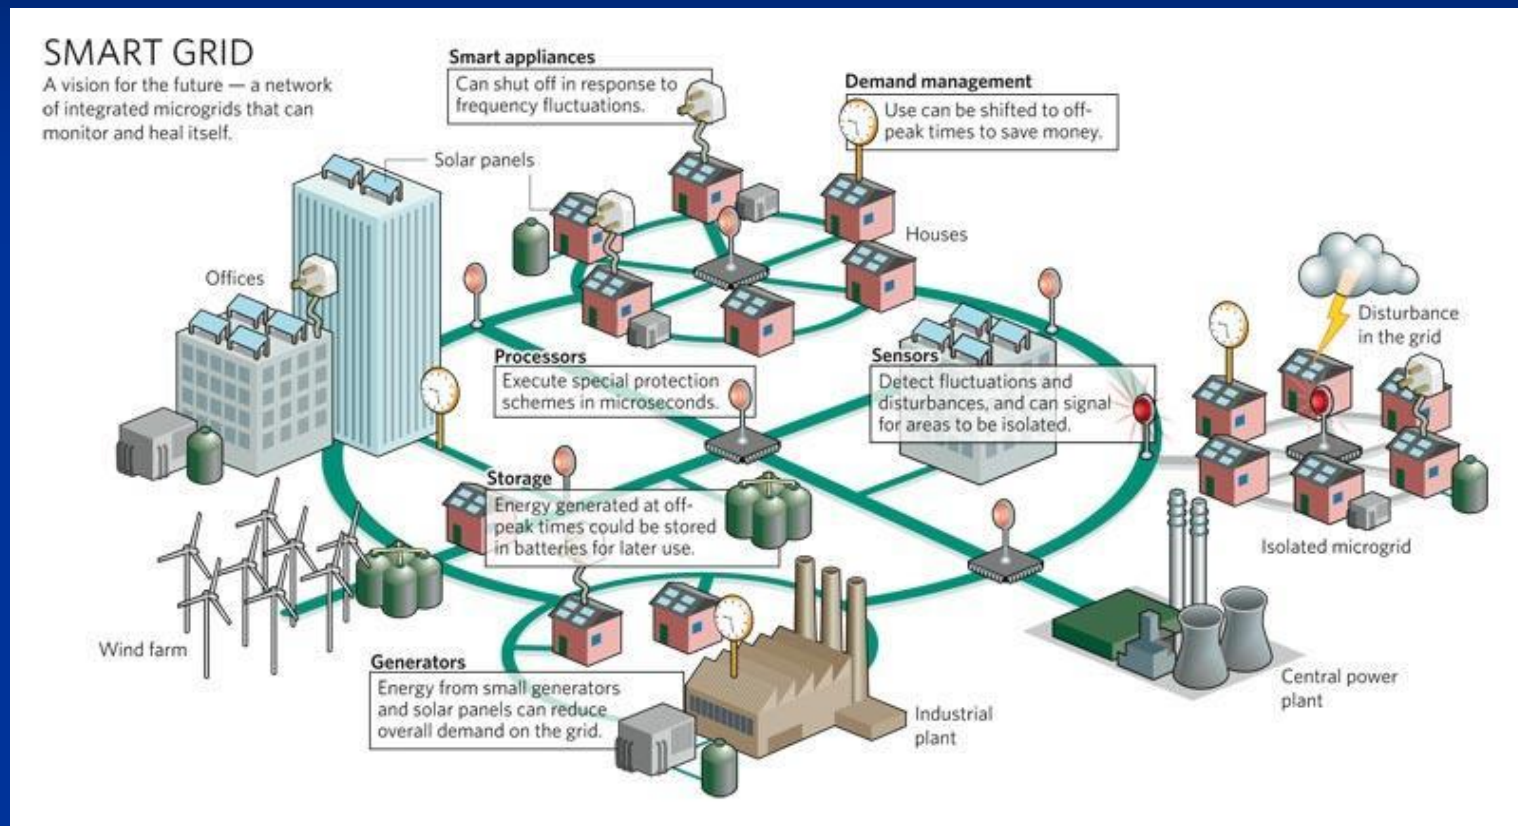 SMART GRID
A vision for the future — a network
of integrated microgrids that can
monitor and heal itself.
Smart appliances
Can shut off in response to
frequency fluctuations.
Demand management
Use can be shifted to off-
peak times to save money.
Solar panels
Houses
Offices
Disturbance
in the grid
Processors
Execute special protection
schemes in microseconds.
Sensors
Detect fluctuations and
disturbances, and can signal
for areas to be isolated.
Storage
Energy generated at off-
peak times could be stored
in batteries for later use.
Isolated microgrid
Wind farm
Generators
Energy from small generators
and solar panels can reduce
overall demand on the grid.
Industrial
plant
Central power
plant